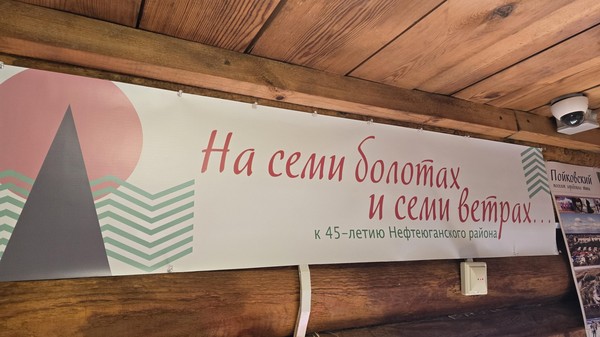 На семи болотах
и семи ветрах...
к 45-летию Нефтеюганского района
Пойковский